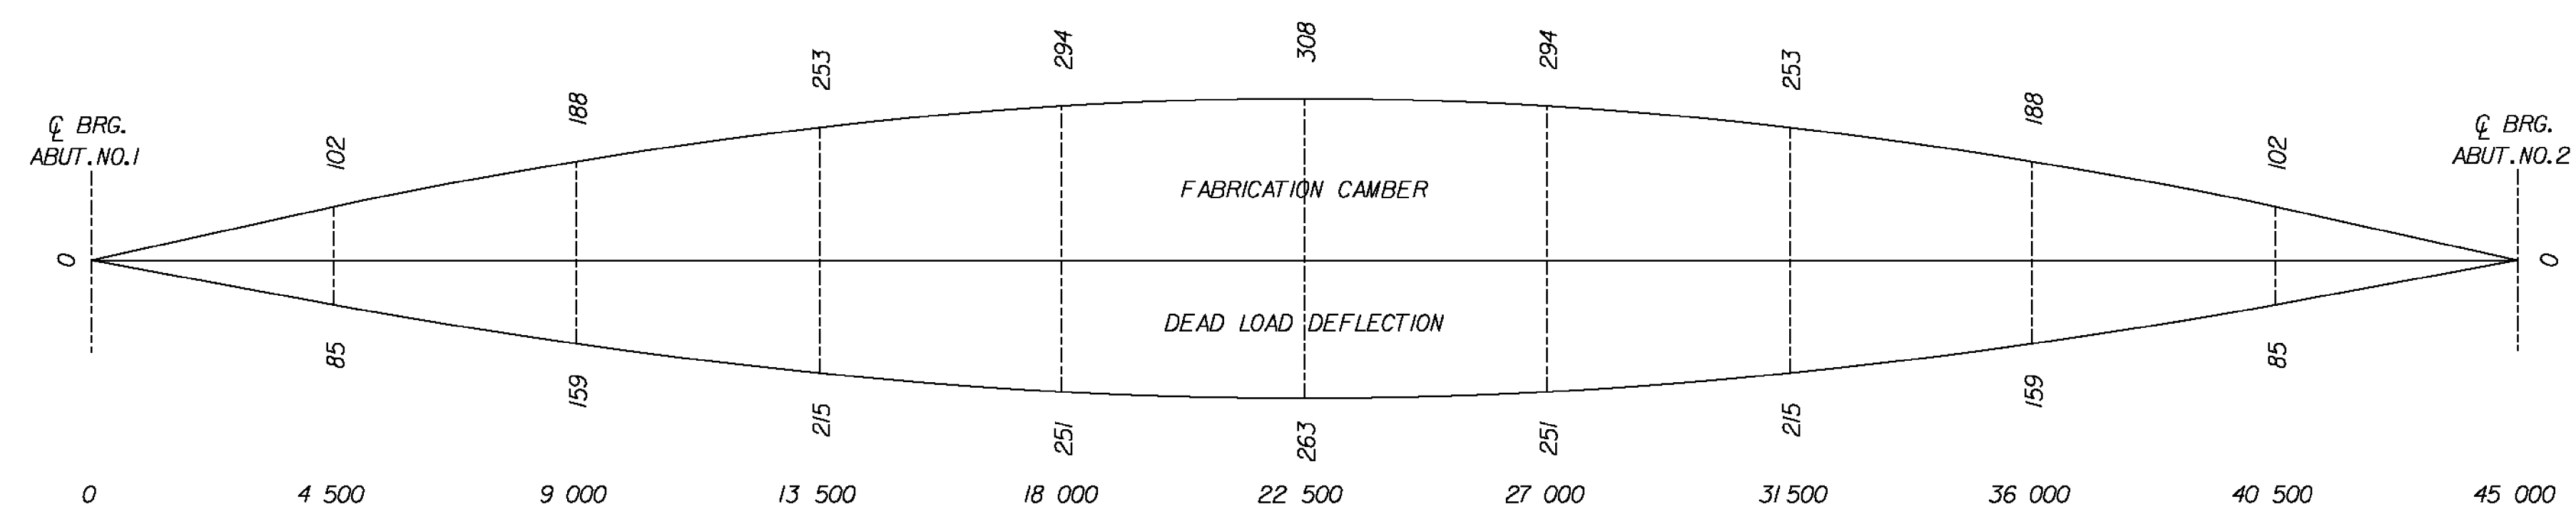 308
294
294
253
253
188
188
102
102
℄ BRG.
ABUT.NO.1
℄ BRG.
ABUT.NO.2
FABRICATION CAMBER
0
0
DEAD LOAD DEFLECTION
85
85
159
159
215
215
251
251
263
0 4 500 9 000 13 500 18 000 22 500 27 000 31 500 36 000 40 500 45 000